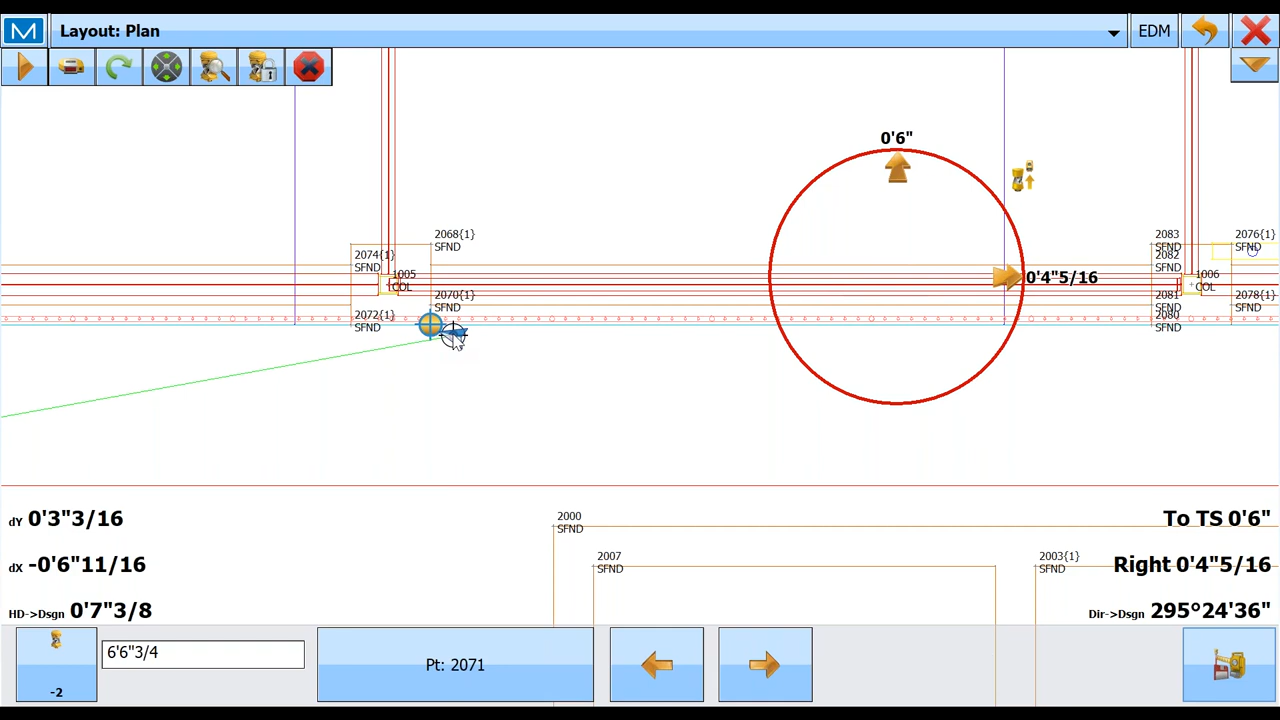 Layout: Plan
EDM
0'6"
0'4"5/16
2068{1}
SFND
2074{1}
SFND
1005
COL
2070{1}
SFND
2072{1}
SFND
2083
SFND
2082
SFND
2076{1}
SFND
1006
COL
2081
SFND
2080
SFND
2078{1}
SFND
2000
SFND
2007
SFND
2003{1}
SFND
dY 0'3"3/16
dX -0'6"11/16
HD->Dsgn 0'7"3/8
To TS 0'6"
Right 0'4"5/16
Dir->Dsgn 295°24'36"
-2
6'6"3/4
Pt: 2071